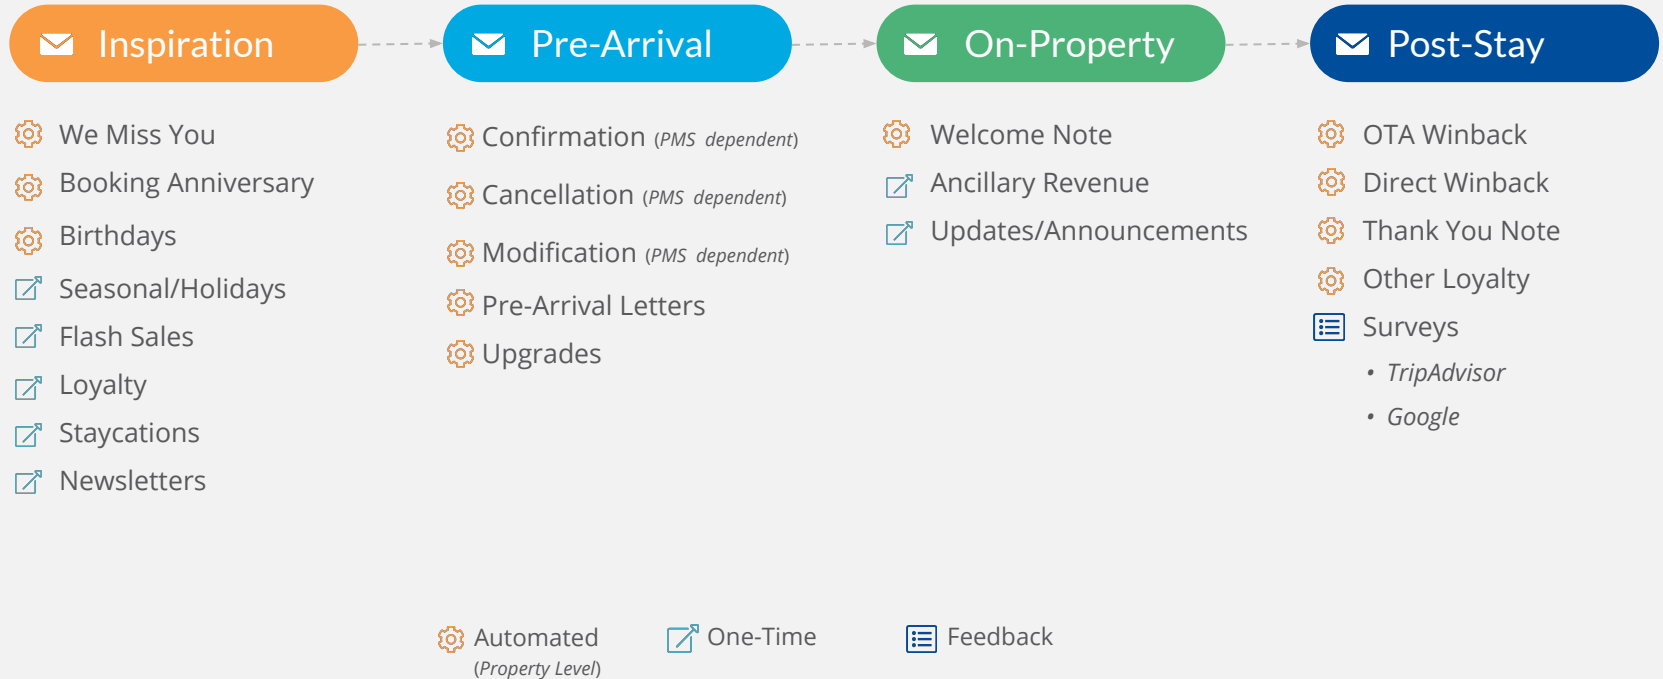 Inspiration
Pre-Arrival
On-Property
Post-Stay
We Miss You
Booking Anniversary
Birthdays
Seasonal/Holidays
Flash Sales
Loyalty
Staycations
Newsletters
Confirmation (PMS dependent)
Cancellation (PMS dependent)
Modification (PMS dependent)
Pre-Arrival Letters
Upgrades
Welcome Note
Ancillary Revenue
Updates/Announcements
OTA Winback
Direct Winback
Thank You Note
Other Loyalty
Surveys
• TripAdvisor
• Google
Automated
(Property Level)
One-Time
Feedback